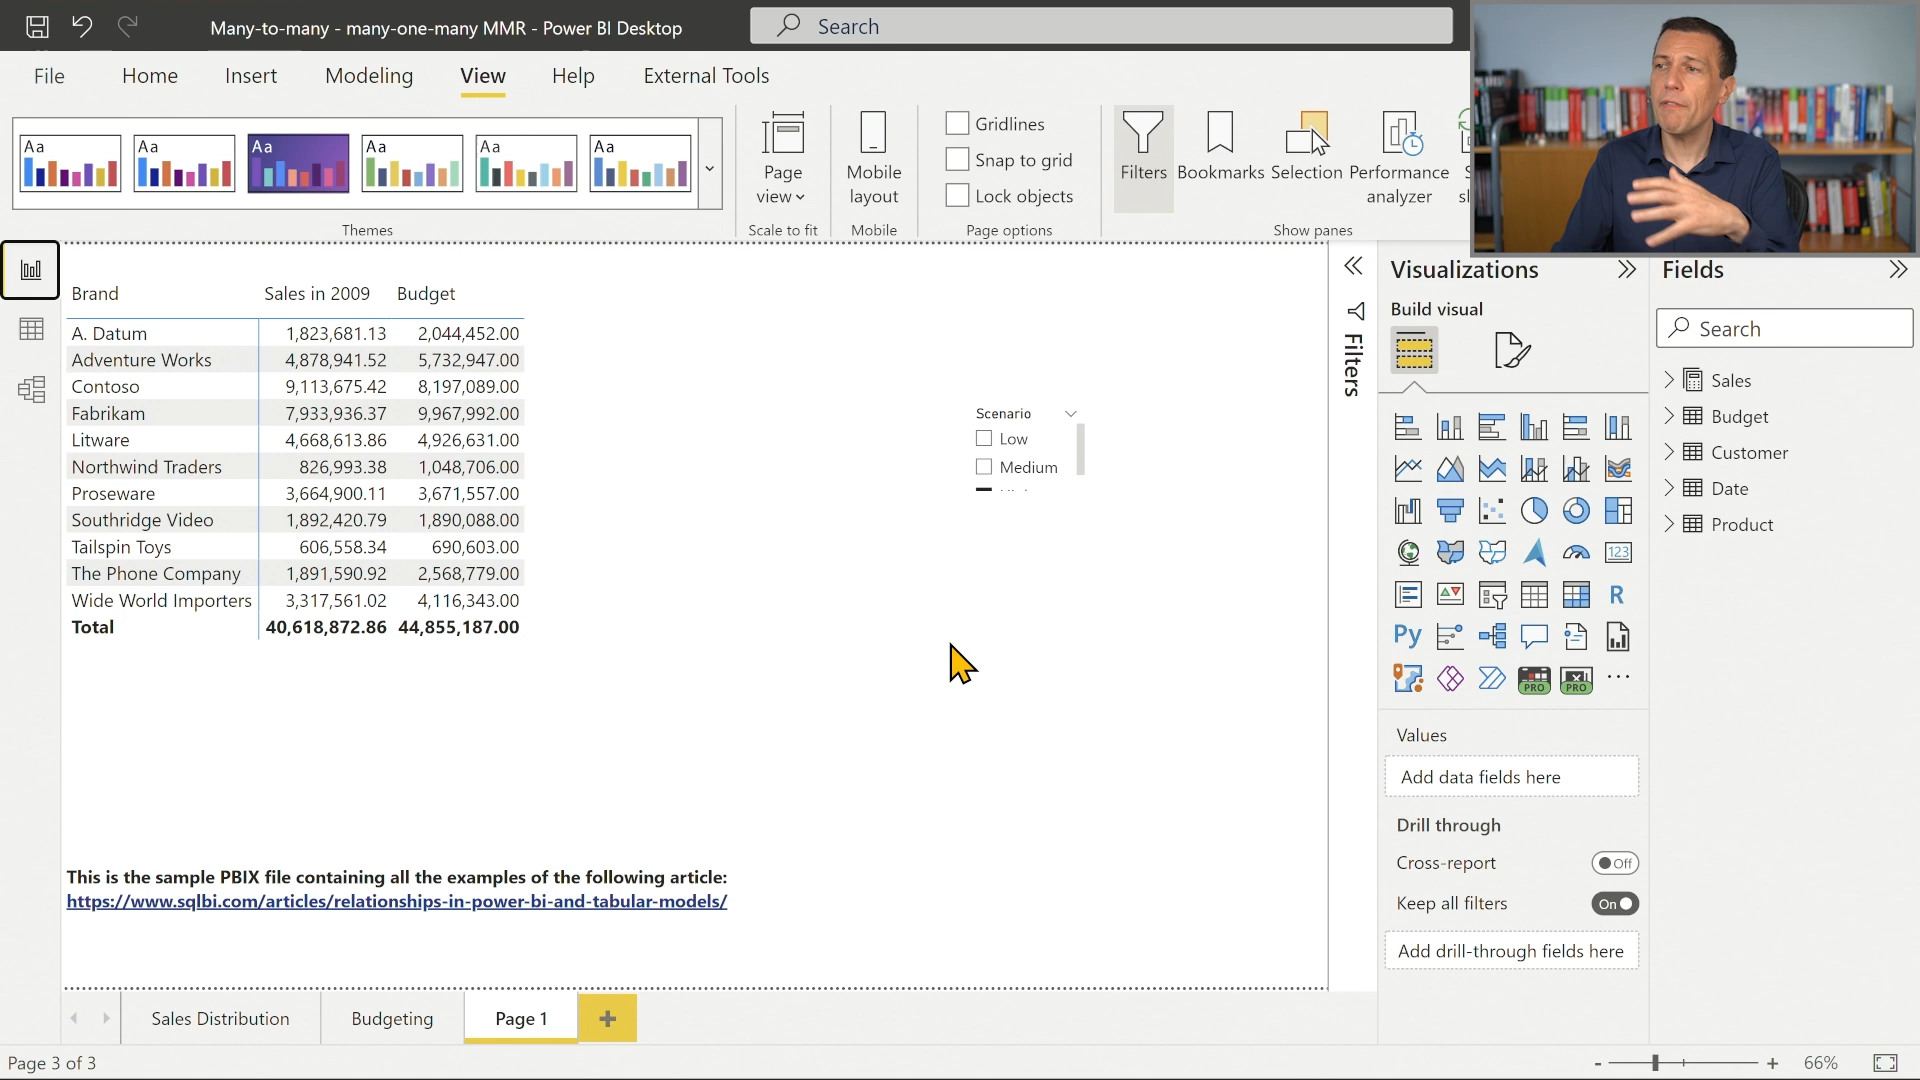 Many-to-many - many-one-many MMR - Power BI Desktop
Search
File Home Insert Modeling View Help External Tools
Aa Aa Aa Aa Aa Aa
Page view
Mobile layout
Gridlines
Snap to grid
Lock objects
Filters
Bookmarks
Selection
Performance analyzer
Themes
Scale to fit
Mobile
Page options
Show panes
Brand Sales in 2009 Budget
A. Datum 1,823,681.13 2,044,452.00
Adventure Works 4,878,941.52 5,732,947.00
Contoso 9,113,675.42 8,197,089.00
Fabrikam 7,933,936.37 9,967,992.00
Litware 4,668,613.86 4,926,631.00
Northwind Traders 826,993.38 1,048,706.00
Proseware 3,664,900.11 3,671,557.00
Southridge Video 1,892,420.79 1,890,088.00
Tailspin Toys 606,558.34 690,603.00
The Phone Company 1,891,590.92 2,568,779.00
Wide World Importers 3,317,561.02 4,116,343.00
Total 40,618,872.86 44,855,187.00
Scenario
Low
Medium
This is the sample PBIX file containing all the examples of the following article:
https://www.sqlbi.com/articles/relationships-in-power-bi-and-tabular-models/
Filters
Visualizations
Build visual
123
R
Py
PRO PRO
Values
Add data fields here
Drill through
Cross-report Off
Keep all filters On
Add drill-through fields here
Fields
Search
Sales
Budget
Customer
Date
Product
Sales Distribution Budgeting Page 1 +
Page 3 of 3
- + 66%